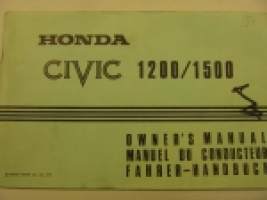 HONDA
CIVIC 1200/1500
OWNER'S MANUAL
MANUEL DU CONDUCTEUR
FAHRER-HANDBUCH